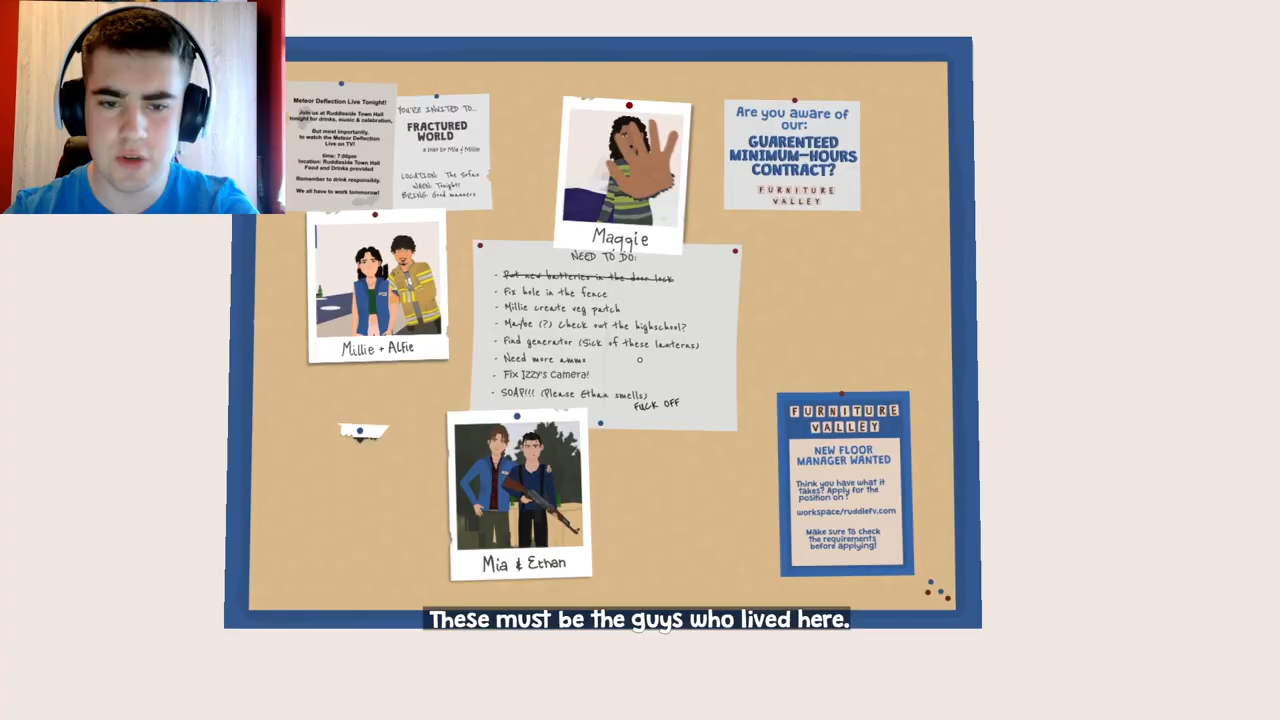 Meteor Deflection Live Tonight!
Join us at Ruddleside Town Hall
tonight for drinks, music & celebration,
But most importantly,
to watch the Meteor Deflection
Live on TV!
time: 7:00pm
location: Ruddleside Town Hall
Food and Drinks provided
Remember to drink responsibly.
We all have to work tommorow!
YOU'RE INVITED TO...
FRACTURED
WORLD
a play by Mia & Millie
LOCATION: The Sofas
WHEN: Tonight!
BRING: Good manners
Maggie
Are you aware of
our:
GUARENTEED
MINIMUM-HOURS
CONTRACT?
FURNITURE
VALLEY
Millie + Alfie
NEED TO DO:
- Put new batteries in the door lock
- Fix hole in the fence
- Millie create veg patch
- Maybe (?) Check out the highschool?
- Find generator (Sick of these lanterns)
- Need more ammo
- Fix Izzy's Camera!
- SOAP!!! (Please Ethan smells)
FUCK OFF
Mia & Ethan
FURNITURE
VALLEY
NEW FLOOR
MANAGER WANTED
Think you have what it
takes? Apply for the
position on :
workspace/ruddlefv.com
Make sure to check
the requirements
before applying!
These must be the guys who lived here.